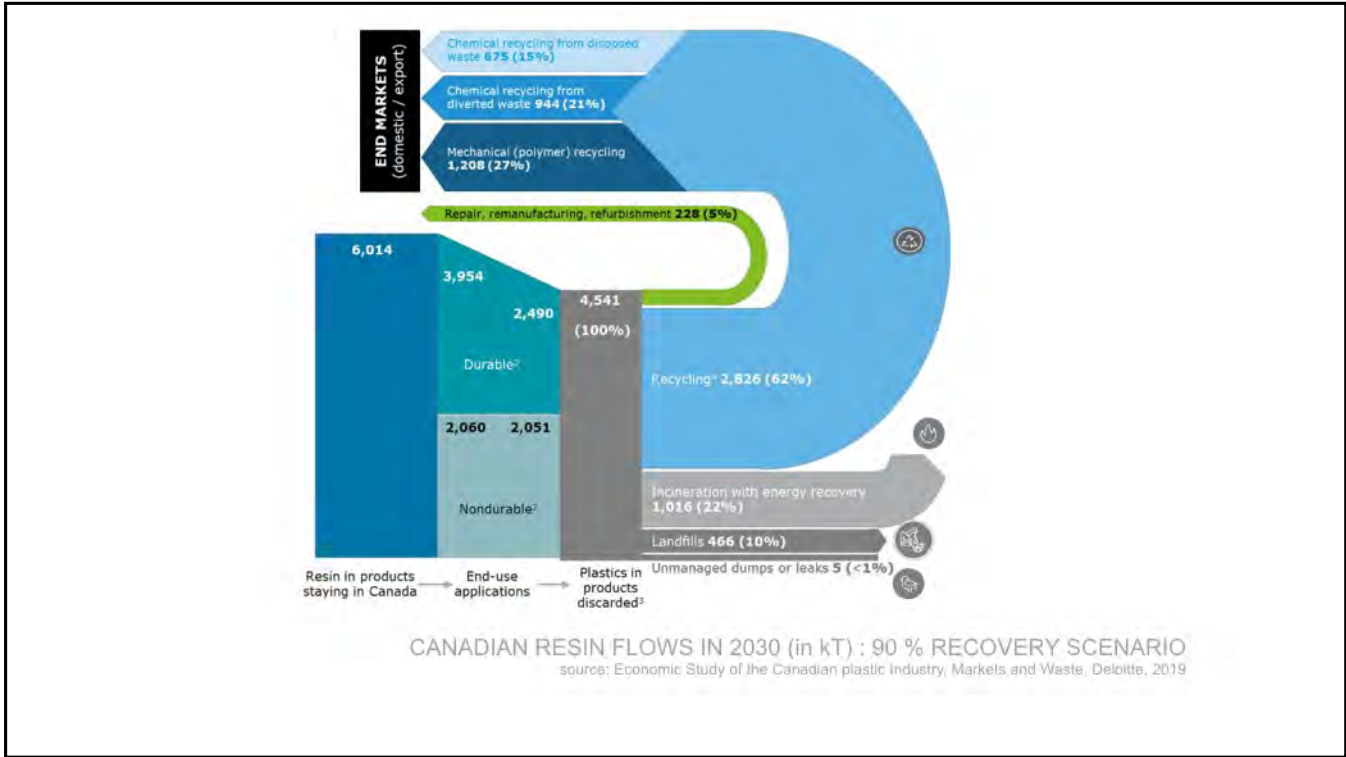 END MARKETS
(domestic / export)
Chemical recycling from disposed
waste 675 (15%)
Chemical recycling from
diverted waste 944 (21%)
Mechanical (polymer) recycling
1,208 (27%)
Repair, remanufacturing, refurbishment 228 (5%)
6,014
3,954
2,490
4,541
(100%)
Durable²
Recycling⁴ 2,826 (62%)
2,060 2,051
Nondurable²
Incineration with energy recovery
1,016 (22%)
Landfills 466 (10%)
Unmanaged dumps or leaks 5 (<1%)
Resin in products
staying in Canada
End-use
applications
Plastics in
products
discarded³
CANADIAN RESIN FLOWS IN 2030 (in kT) : 90 % RECOVERY SCENARIO
source: Economic Study of the Canadian plastic Industry, Markets and Waste, Deloitte, 2019